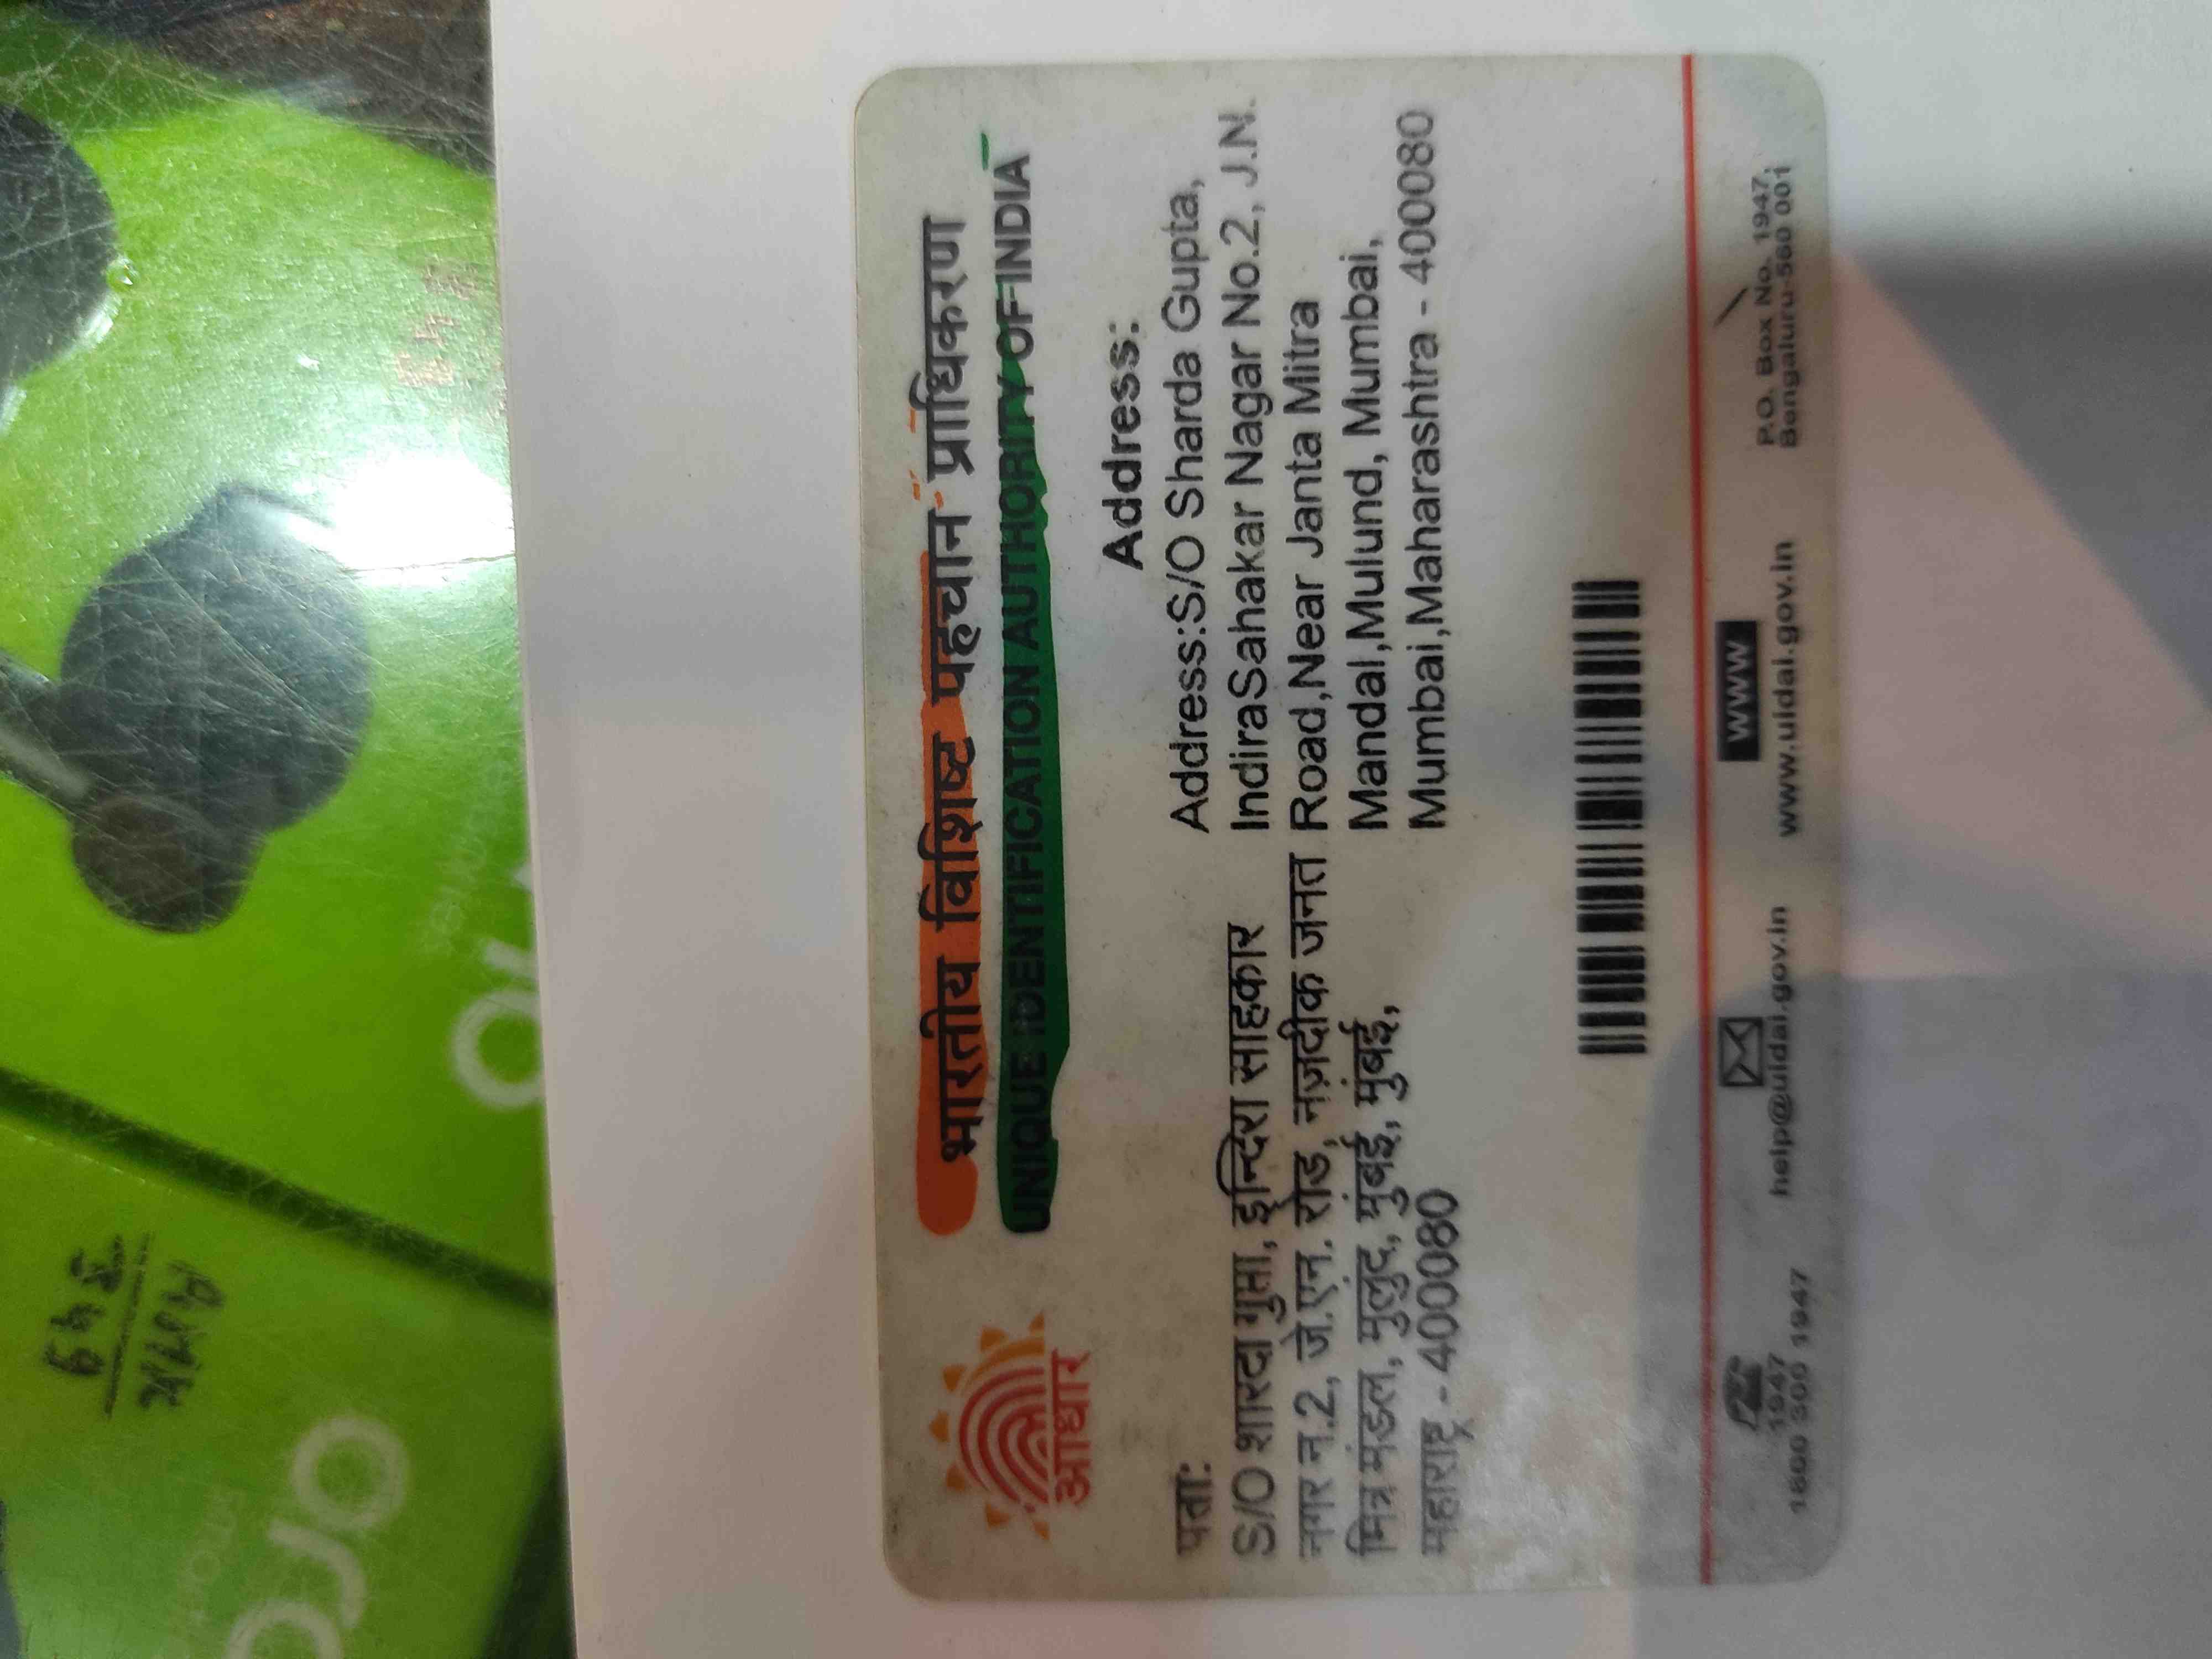 भारतीय विशिष्ट पहचान प्राधिकरण
UNIQUE IDENTIFICATION AUTHORITY OF INDIA
आधार
पता:
S/O शारदा गुप्ता, इन्दिरा साहकार
नगर न.2, जे.एन. रोड, नज़दीक जनत
मित्र मंडल, मुलुंद, मुंबई, मुंबई,
महाराष्ट्र - 400080
Address:
Address:S/O Sharda Gupta,
IndiraSahakar Nagar No.2, J.N.
Road,Near Janta Mitra
Mandal,Mulund, Mumbai,
Mumbai,Maharashtra - 400080
1947
1800 300 1947
help@uidai.gov.in
WWW
www.uidai.gov.in
P.O. Box No. 1947,
Bengaluru-560 001
OJO